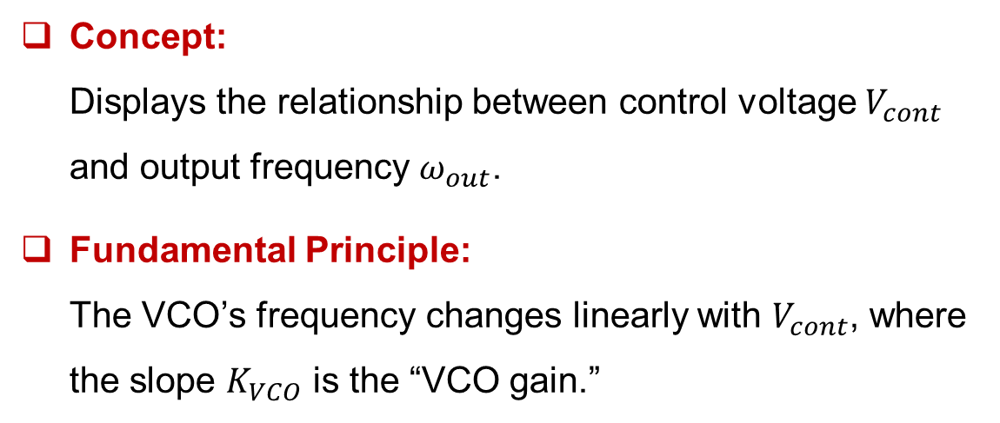 ❑ Concept:
Displays the relationship between control voltage V_cont
and output frequency ω_out.
❑ Fundamental Principle:
The VCO’s frequency changes linearly with V_cont, where
the slope K_VCO is the “VCO gain.”